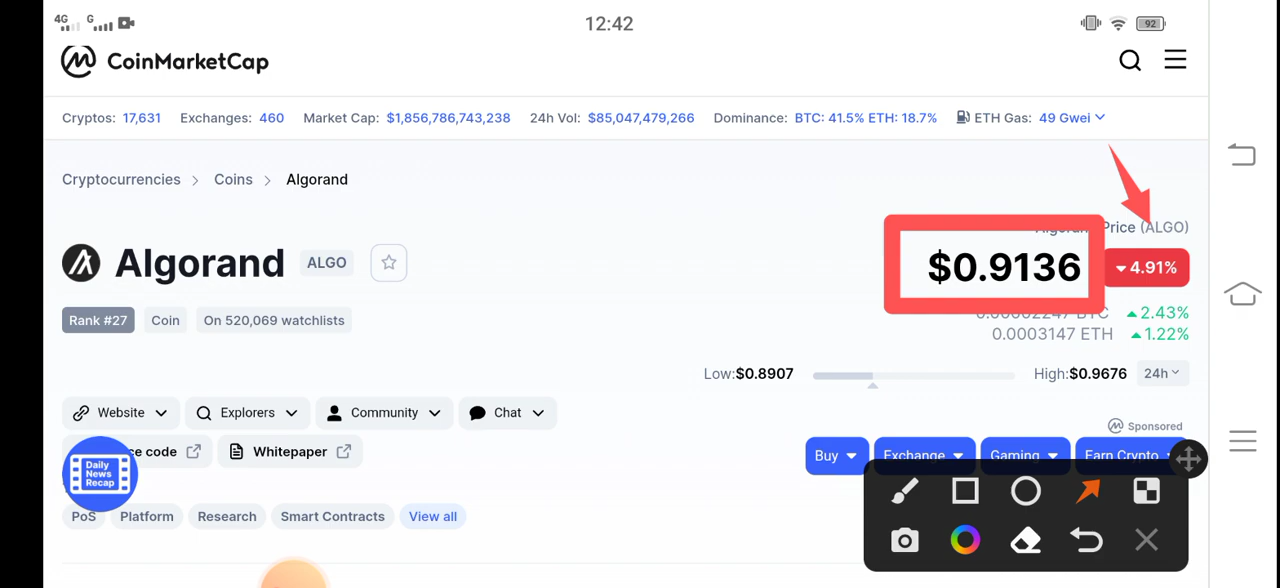 4G G 12:42 92
CoinMarketCap
Cryptos: 17,631 Exchanges: 460 Market Cap: $1,856,786,743,238 24h Vol: $85,047,479,266 Dominance: BTC: 41.5% ETH: 18.7% ETH Gas: 49 Gwei
Cryptocurrencies > Coins > Algorand
Price (ALGO)
Algorand ALGO $0.9136 4.91%
Rank #27 Coin On 520,069 watchlists
BTC 2.43%
0.0003147 ETH 1.22%
Low:$0.8907 High:$0.9676 24h
Website Explorers Community Chat
Sponsored
ce code Whitepaper
Buy Exchange Gaming Earn Crypto
Daily
News
Recap
PoS Platform Research Smart Contracts View all